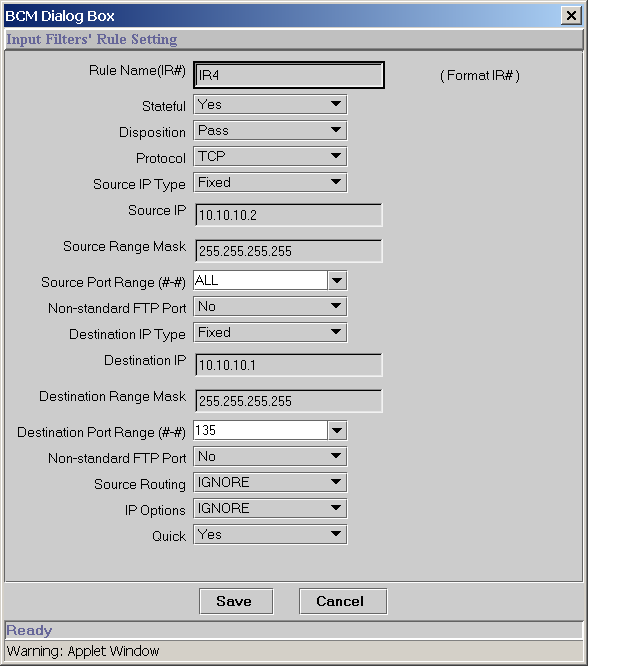 BCM Dialog Box
Input Filters' Rule Setting
Rule Name(IR#) IR4 ( Format IR# )
Stateful Yes
Disposition Pass
Protocol TCP
Source IP Type Fixed
Source IP 10.10.10.2
Source Range Mask 255.255.255.255
Source Port Range (#-#) ALL
Non-standard FTP Port No
Destination IP Type Fixed
Destination IP 10.10.10.1
Destination Range Mask 255.255.255.255
Destination Port Range (#-#) 135
Non-standard FTP Port No
Source Routing IGNORE
IP Options IGNORE
Quick Yes
Save Cancel
Ready
Warning: Applet Window